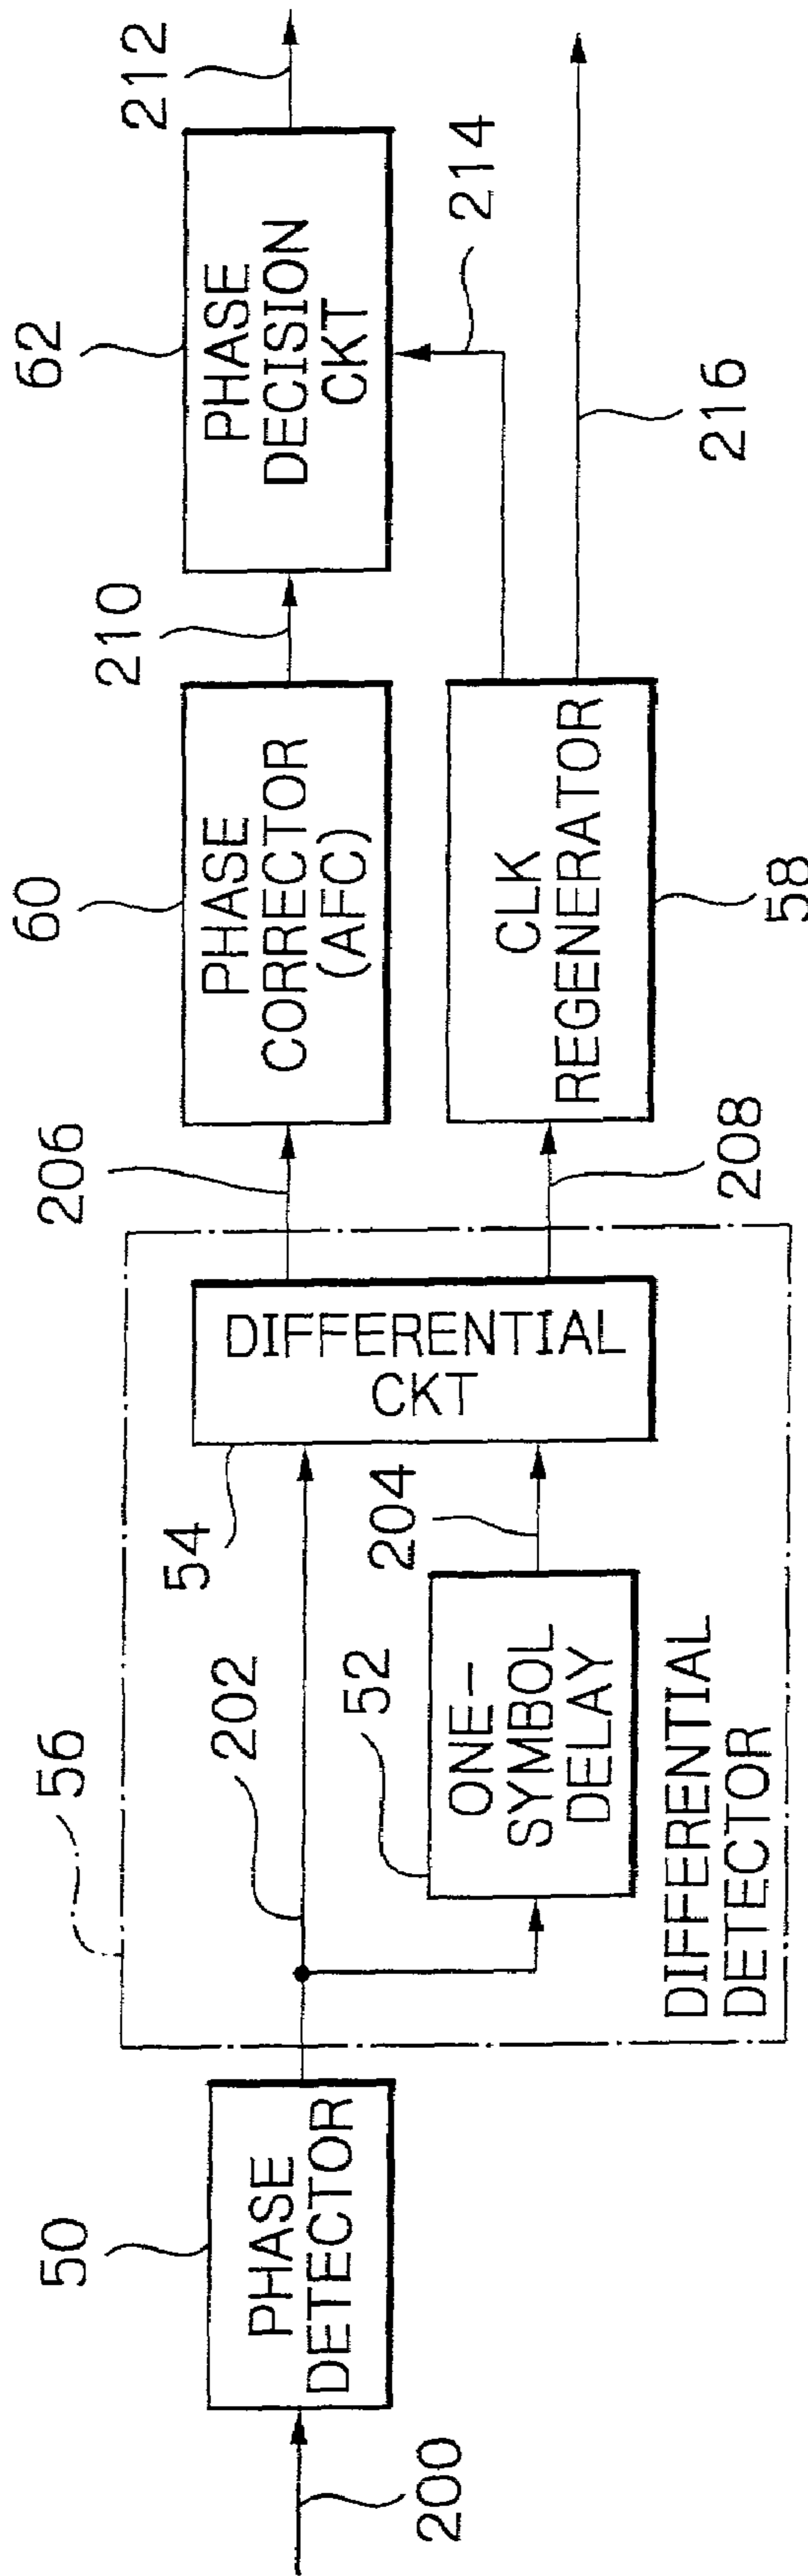 200
50
PHASE
DETECTOR
56
202
52
ONE-
SYMBOL
DELAY
204
54
DIFFERENTIAL
CKT
DIFFERENTIAL
DETECTOR
206
208
60
PHASE
CORRECTOR
(AFC)
CLK
REGENERATOR
58
210
62
PHASE
DECISION
CKT
212
214
216